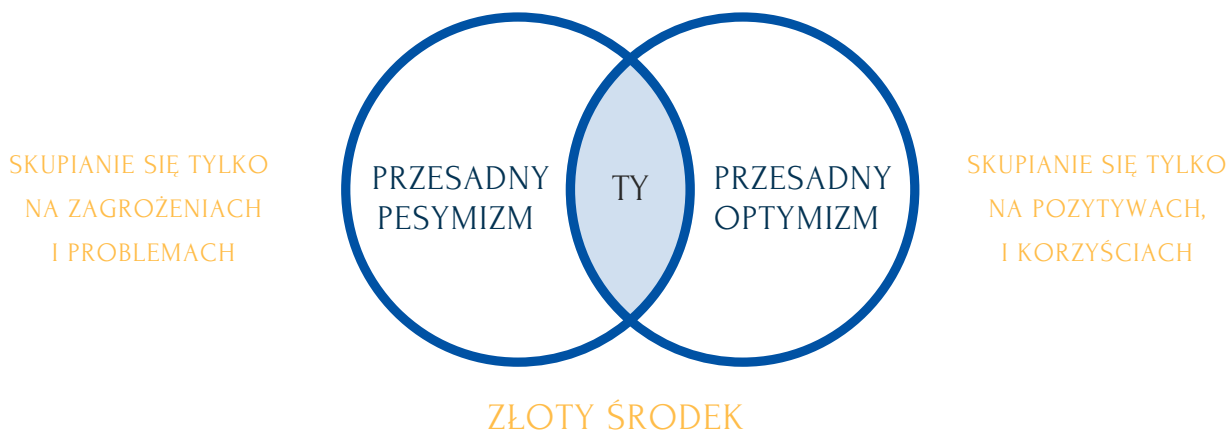 SKUPIANIE SIĘ TYLKO
NA ZAGROŻENIACH
I PROBLEMACH
PRZESADNY
PESYMIZM
TY
PRZESADNY
OPTYMIZM
SKUPIANIE SIĘ TYLKO
NA POZYTYWACH,
I KORZYŚCIACH
ZŁOTY ŚRODEK